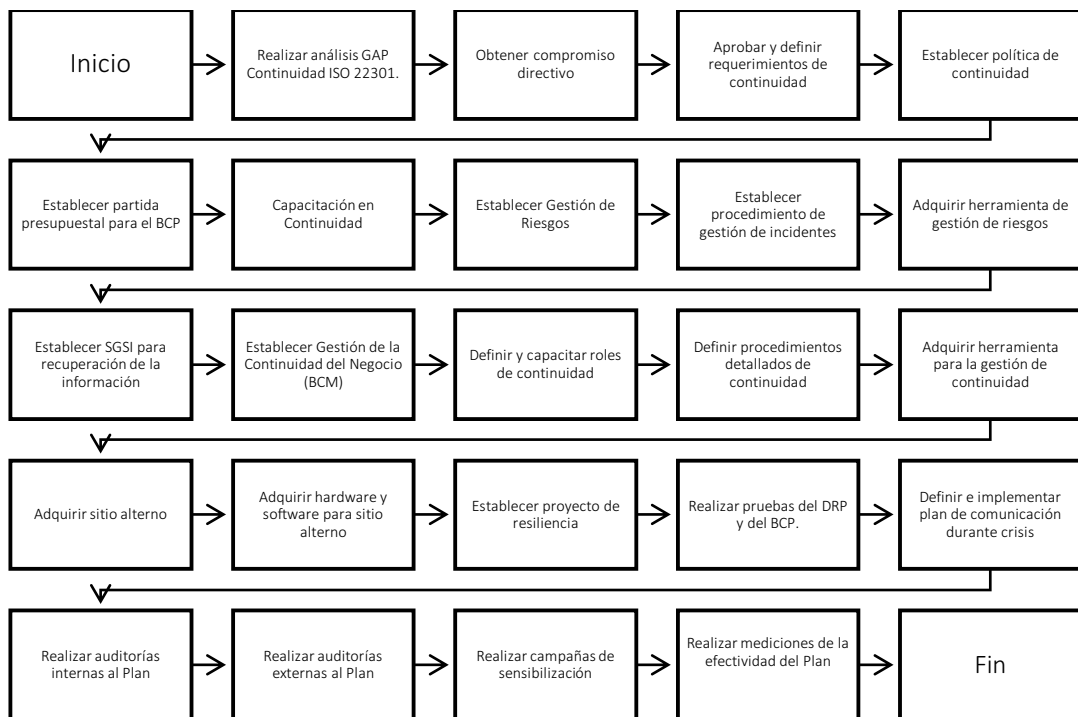 Inicio
Realizar análisis GAP
Continuidad ISO 22301.
Obtener compromiso
directivo
Aprobar y definir
requerimientos de
continuidad
Establecer política de
continuidad
Establecer partida
presupuestal para el BCP
Capacitación en
Continuidad
Establecer Gestión de
Riesgos
Establecer
procedimiento de
gestión de incidentes
Adquirir herramienta de
gestión de riesgos
Establecer SGSI para
recuperación de la
información
Establecer Gestión de la
Continuidad del Negocio
(BCM)
Definir y capacitar roles
de continuidad
Definir procedimientos
detallados de
continuidad
Adquirir herramienta
para la gestión de
continuidad
Adquirir sitio alterno
Adquirir hardware y
software para sitio
alterno
Establecer proyecto de
resiliencia
Realizar pruebas del DRP
y del BCP.
Definir e implementar
plan de comunicación
durante crisis
Realizar auditorías
internas al Plan
Realizar auditorías
externas al Plan
Realizar campañas de
sensibilización
Realizar mediciones de la
efectividad del Plan
Fin